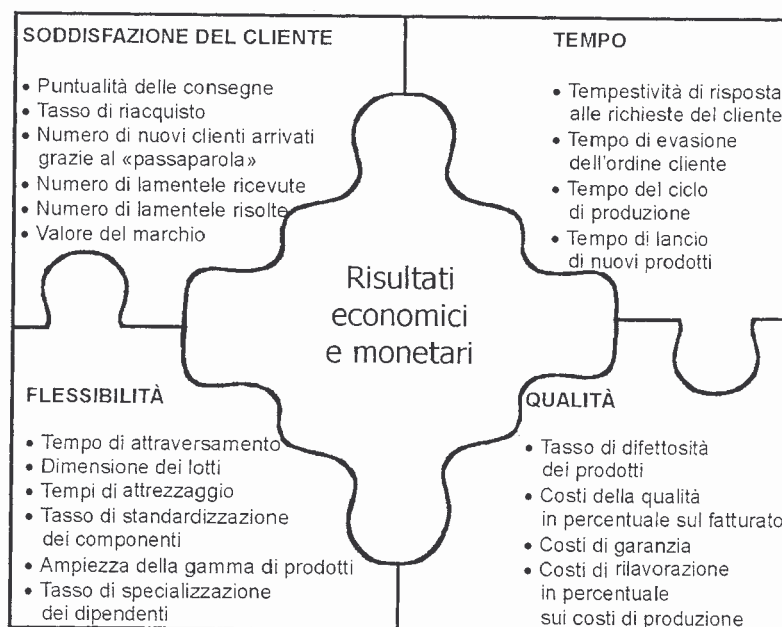 SODDISFAZIONE DEL CLIENTE
• Puntualità delle consegne
• Tasso di riacquisto
• Numero di nuovi clienti arrivati
grazie al «passaparola»
• Numero di lamentele ricevute
• Numero di lamentele risolte
• Valore del marchio
TEMPO
• Tempestività di risposta
alle richieste del cliente
• Tempo di evasione
dell'ordine cliente
• Tempo del ciclo
di produzione
• Tempo di lancio
di nuovi prodotti
Risultati
economici
e monetari
FLESSIBILITÀ
• Tempo di attraversamento
• Dimensione dei lotti
• Tempi di attrezzaggio
• Tasso di standardizzazione
dei componenti
• Ampiezza della gamma di prodotti
• Tasso di specializzazione
dei dipendenti
QUALITÀ
• Tasso di difettosità
dei prodotti
• Costi della qualità
in percentuale sul fatturato
• Costi di garanzia
• Costi di rilavorazione
in percentuale
sui costi di produzione